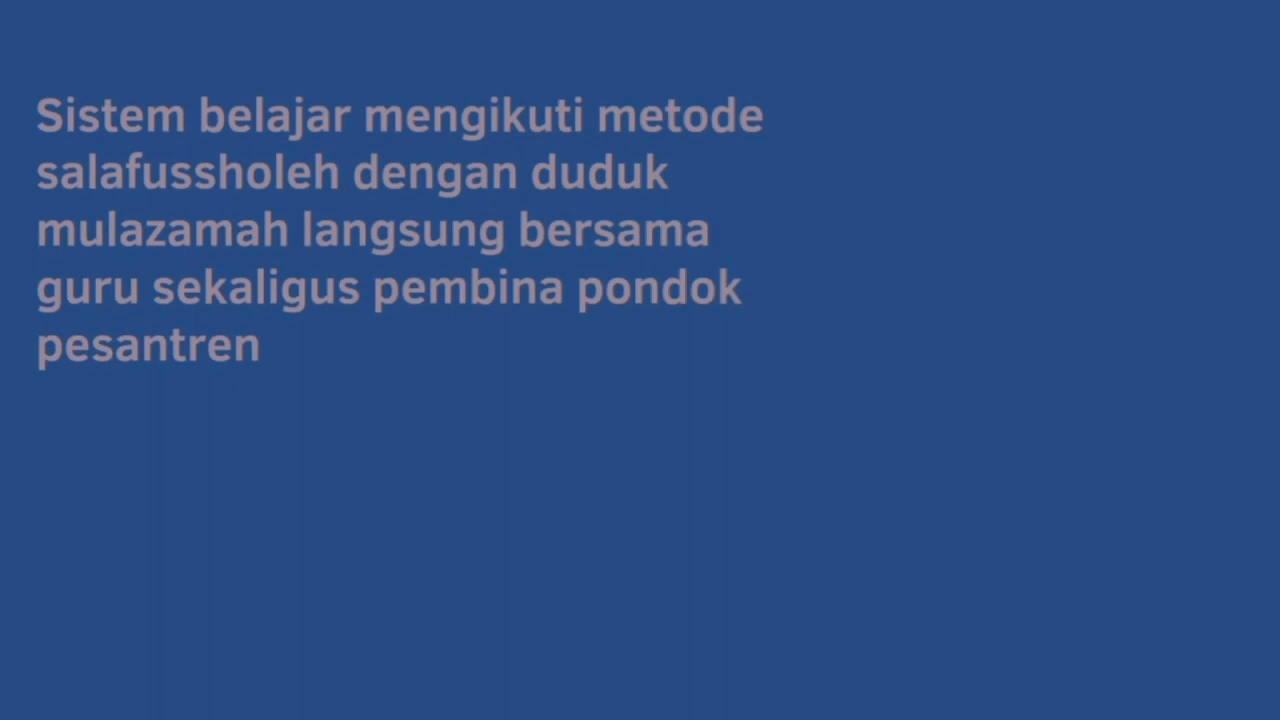 Sistem belajar mengikuti metode
salafussholeh dengan duduk
mulazamah langsung bersama
guru sekaligus pembina pondok
pesantren